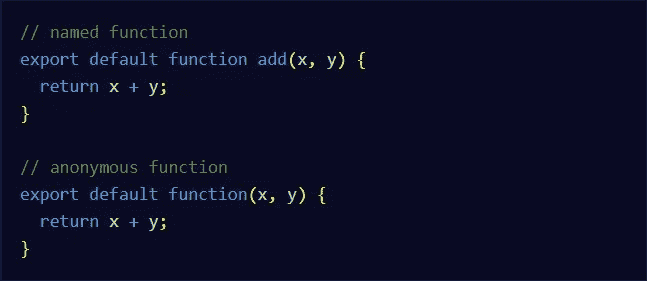 // named function
export default function add(x, y) {
  return x + y;
}

// anonymous function
export default function(x, y) {
  return x + y;
}